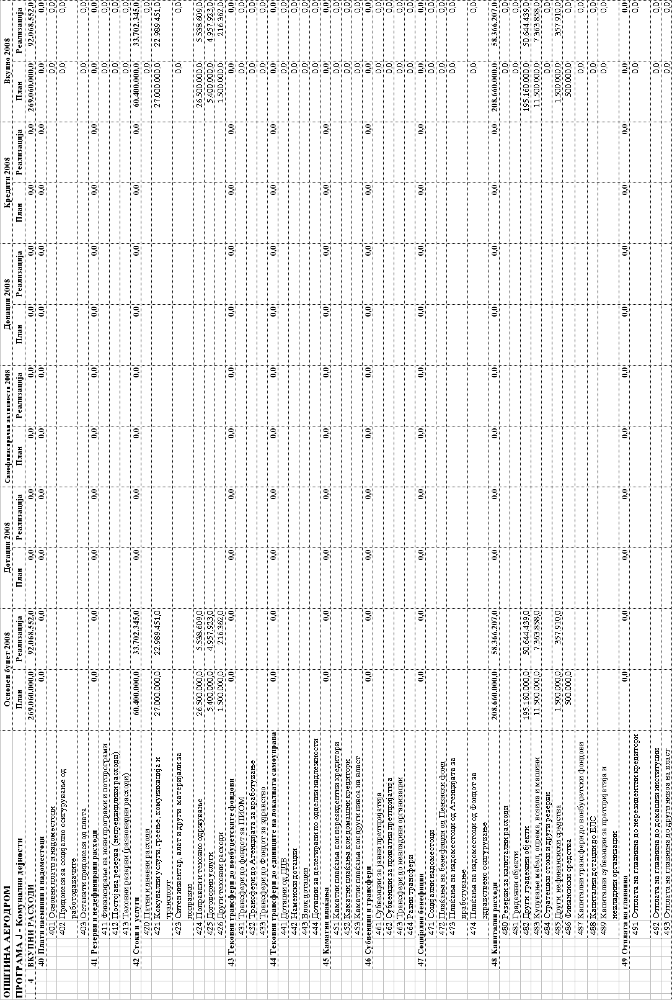 ОПШТИНА АЕРОДРОМ Основен буџет 2008 Дотации 2008 Самофинасирачки активности 2008 Донации 2008 Кредити 2008 Вкупно 2008
ПРОГРАМА Ј - Комунални дејности План Реализација План Реализација План Реализација План Реализација План Реализација План Реализација
4 ВКУПНИ РАСХОДИ 269.060.000,0 92.068.552,0 0,0 0,0 0,0 0,0 0,0 0,0 0,0 0,0 269.060.000,0 92.068.552,0
40 Плати наемнини и надоместоци 0,0 0,0 0,0 0,0 0,0 0,0 0,0 0,0 0,0 0,0 0,0 0,0
401 Основни плати и надоместоци 0,0 0,0
402 Придонеси за социјално осигурување од 0,0 0,0
работодавачите
403 Останати придонеси од плата 0,0 0,0
41 Резерви и недефинирани расходи 0,0 0,0 0,0 0,0 0,0 0,0 0,0 0,0 0,0 0,0 0,0 0,0
411 Финансирање на нови програми и потпрограми 0,0 0,0
412 Постојана резерва (непредвидливи расходи) 0,0 0,0
413 Тековни резерви (разновидни расходи) 0,0 0,0
42 Стоки и услуги 60.400.000,0 33.702.345,0 0,0 0,0 0,0 0,0 0,0 0,0 0,0 0,0 60.400.000,0 33.702.345,0
420 Патни и дневни расходи 0,0 0,0
421 Комунални услуги, греење, комуникација и 27.000.000,0 22.989.451,0 27.000.000,0 22.989.451,0
транспорт
423 Ситен инвентар, алат и други материјали за 0,0 0,0
поправки
424 Поправки и тековно одржување 26.500.000,0 5.538.609,0 26.500.000,0 5.538.609,0
425 Договорни услуги 5.400.000,0 4.957.923,0 5.400.000,0 4.957.923,0
426 Други тековни расходи 1.500.000,0 216.362,0 1.500.000,0 216.362,0
43 Тековни трансфери до вонбуџетските фондови 0,0 0,0 0,0 0,0 0,0 0,0 0,0 0,0 0,0 0,0 0,0 0,0
431 Трансфери до фондот за ПИОМ 0,0 0,0
432 Трансфери до Агенцијата за вработување 0,0 0,0
433 Трансфери до Фондот за здравство 0,0 0,0
44 Тековни трансфери до единиците на локалната самоуправа 0,0 0,0 0,0 0,0 0,0 0,0 0,0 0,0 0,0 0,0 0,0 0,0
441 Дотации од ДДВ 0,0 0,0
442 Наменски дотации 0,0 0,0
443 Блок дотации 0,0 0,0
444 Дотации за делегирани по одделни надлежности 0,0 0,0
45 Каматни плаќања 0,0 0,0 0,0 0,0 0,0 0,0 0,0 0,0 0,0 0,0 0,0 0,0
451 Каматни плаќања кон нерезидентни кредитори 0,0 0,0
452 Каматни плаќања кон домашни кредитори 0,0 0,0
453 Каматни плаќања кон други нивоа на власт 0,0 0,0
46 Субвенции и трансфери 0,0 0,0 0,0 0,0 0,0 0,0 0,0 0,0 0,0 0,0 0,0 0,0
461 Субвенции за јавни претпријатија 0,0 0,0
462 Субвенции за приватни претпријатија 0,0 0,0
463 Трансфери до невладини организации 0,0 0,0
464 Разни трансфери 0,0 0,0
47 Социјални бенефиции 0,0 0,0 0,0 0,0 0,0 0,0 0,0 0,0 0,0 0,0 0,0 0,0
471 Социјални надоместоци 0,0 0,0
472 Плаќања на бенефиции од Пензиски фонд 0,0 0,0
473 Плаќања на надоместоци од Агенцијата за 0,0 0,0
вработување
474 Плаќања на надоместоци од Фондот за 0,0 0,0
здравствено осигурување
48 Капитални расходи 208.660.000,0 58.366.207,0 0,0 0,0 0,0 0,0 0,0 0,0 0,0 0,0 208.660.000,0 58.366.207,0
480 Резерви за капитални расходи 0,0 0,0
481 Градежни објекти 0,0 0,0
482 Други градежни објекти 195.160.000,0 50.644.439,0 195.160.000,0 50.644.439,0
483 Купување мебел, опрема, возила и машини 11.500.000,0 7.363.858,0 11.500.000,0 7.363.858,0
484 Стратешки стоки и други резерви 0,0 0,0
485 Други нефинансиски средства 1.500.000,0 357.910,0 1.500.000,0 357.910,0
486 Финансиски средства 500.000,0 500.000,0 0,0
487 Капитални трансфери до вонбуџетски фондови 0,0 0,0
488 Капитални дотации до ЕЛС 0,0 0,0
489 Капитални субвенции за претпријатија и 0,0 0,0
невладини организации
49 Отплата на главнина 0,0 0,0 0,0 0,0 0,0 0,0 0,0 0,0 0,0 0,0 0,0 0,0
491 Отплата на главнина до нерезидентни кредитори 0,0 0,0
492 Отплата на главнина до домашни институции 0,0 0,0
493 Отплата на главнина до други нивоа на власт 0,0 0,0